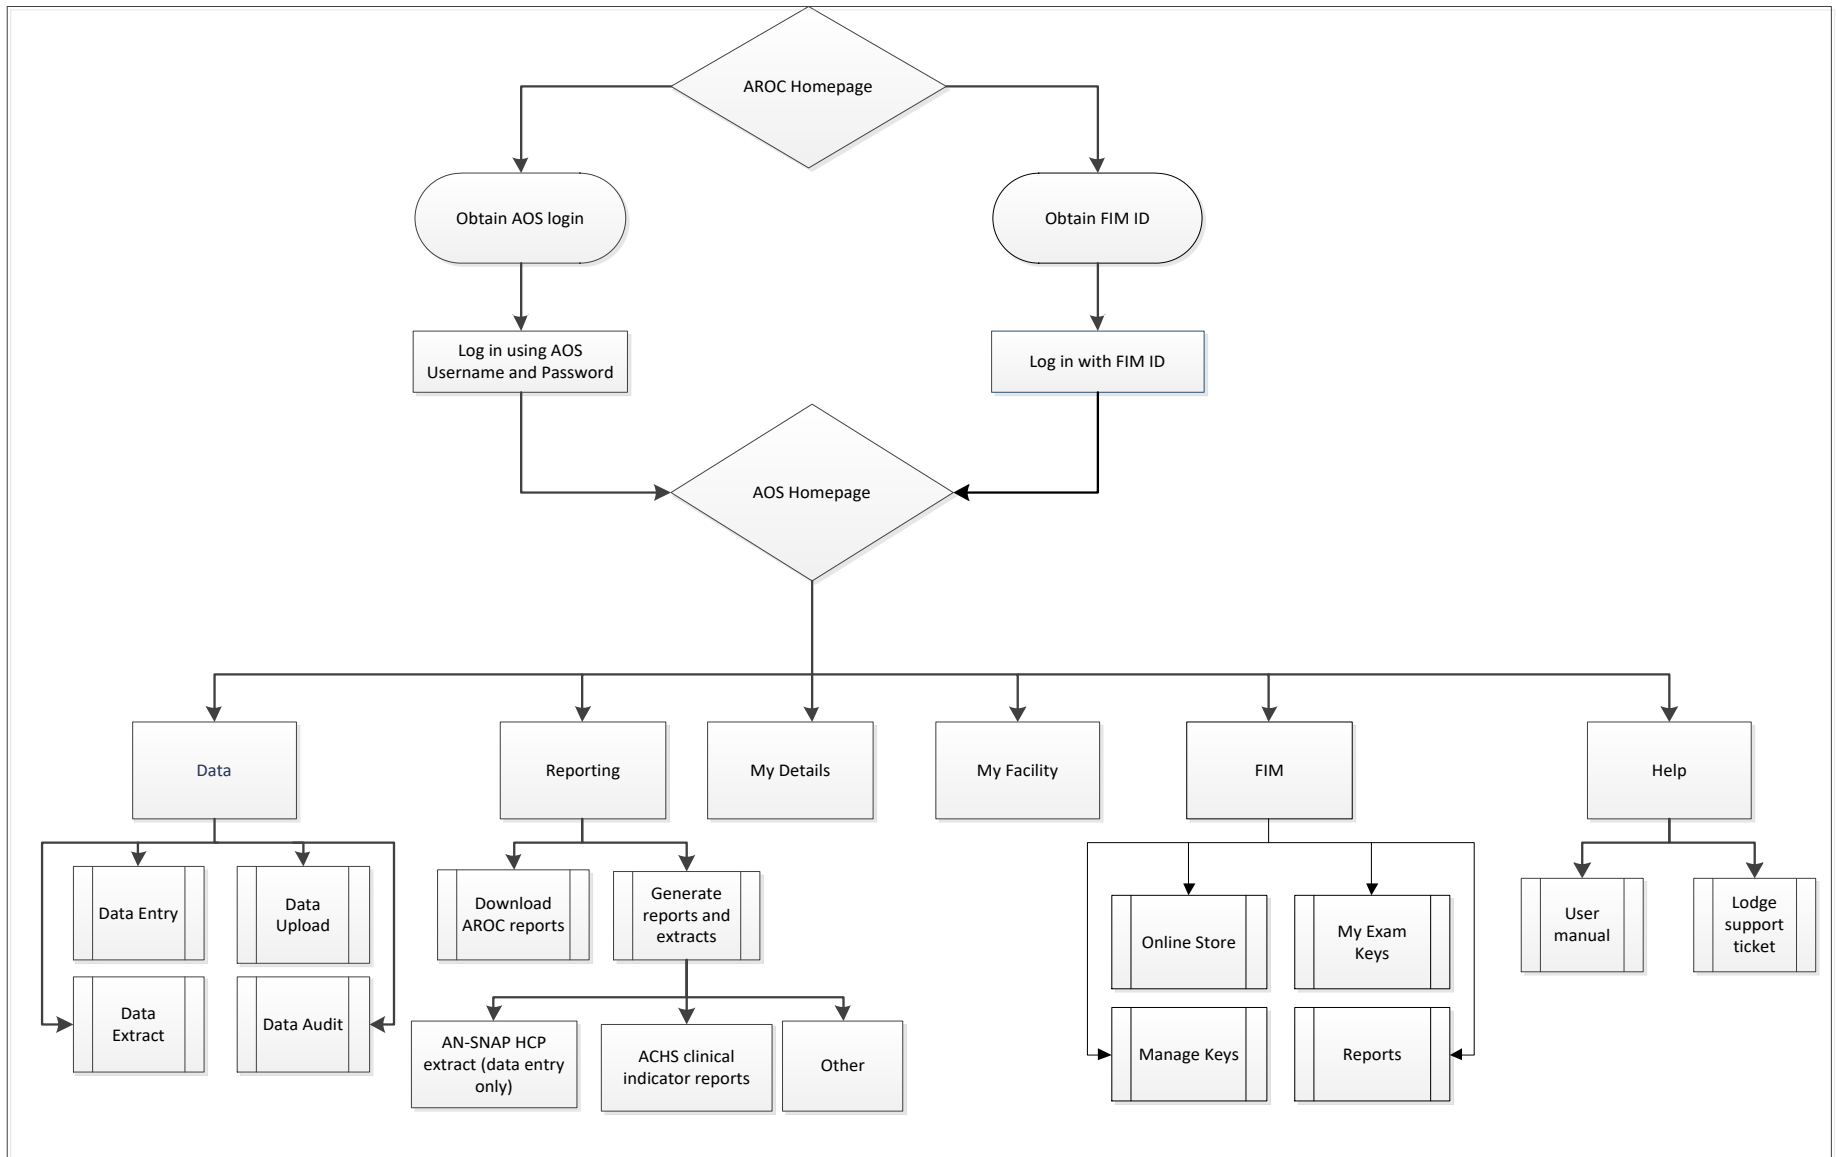 AROC Homepage
Obtain AOS login
Obtain FIM ID
Log in using AOS
Username and Password
Log in with FIM ID
AOS Homepage
Data
Reporting
My Details
My Facility
FIM
Help
Data Entry
Data
Upload
Data
Extract
Data Audit
Download
AROC reports
Generate
reports and
extracts
AN-SNAP HCP
extract (data entry
only)
ACHS clinical
indicator reports
Other
Online Store
My Exam
Keys
Manage Keys
Reports
User
manual
Lodge
support
ticket